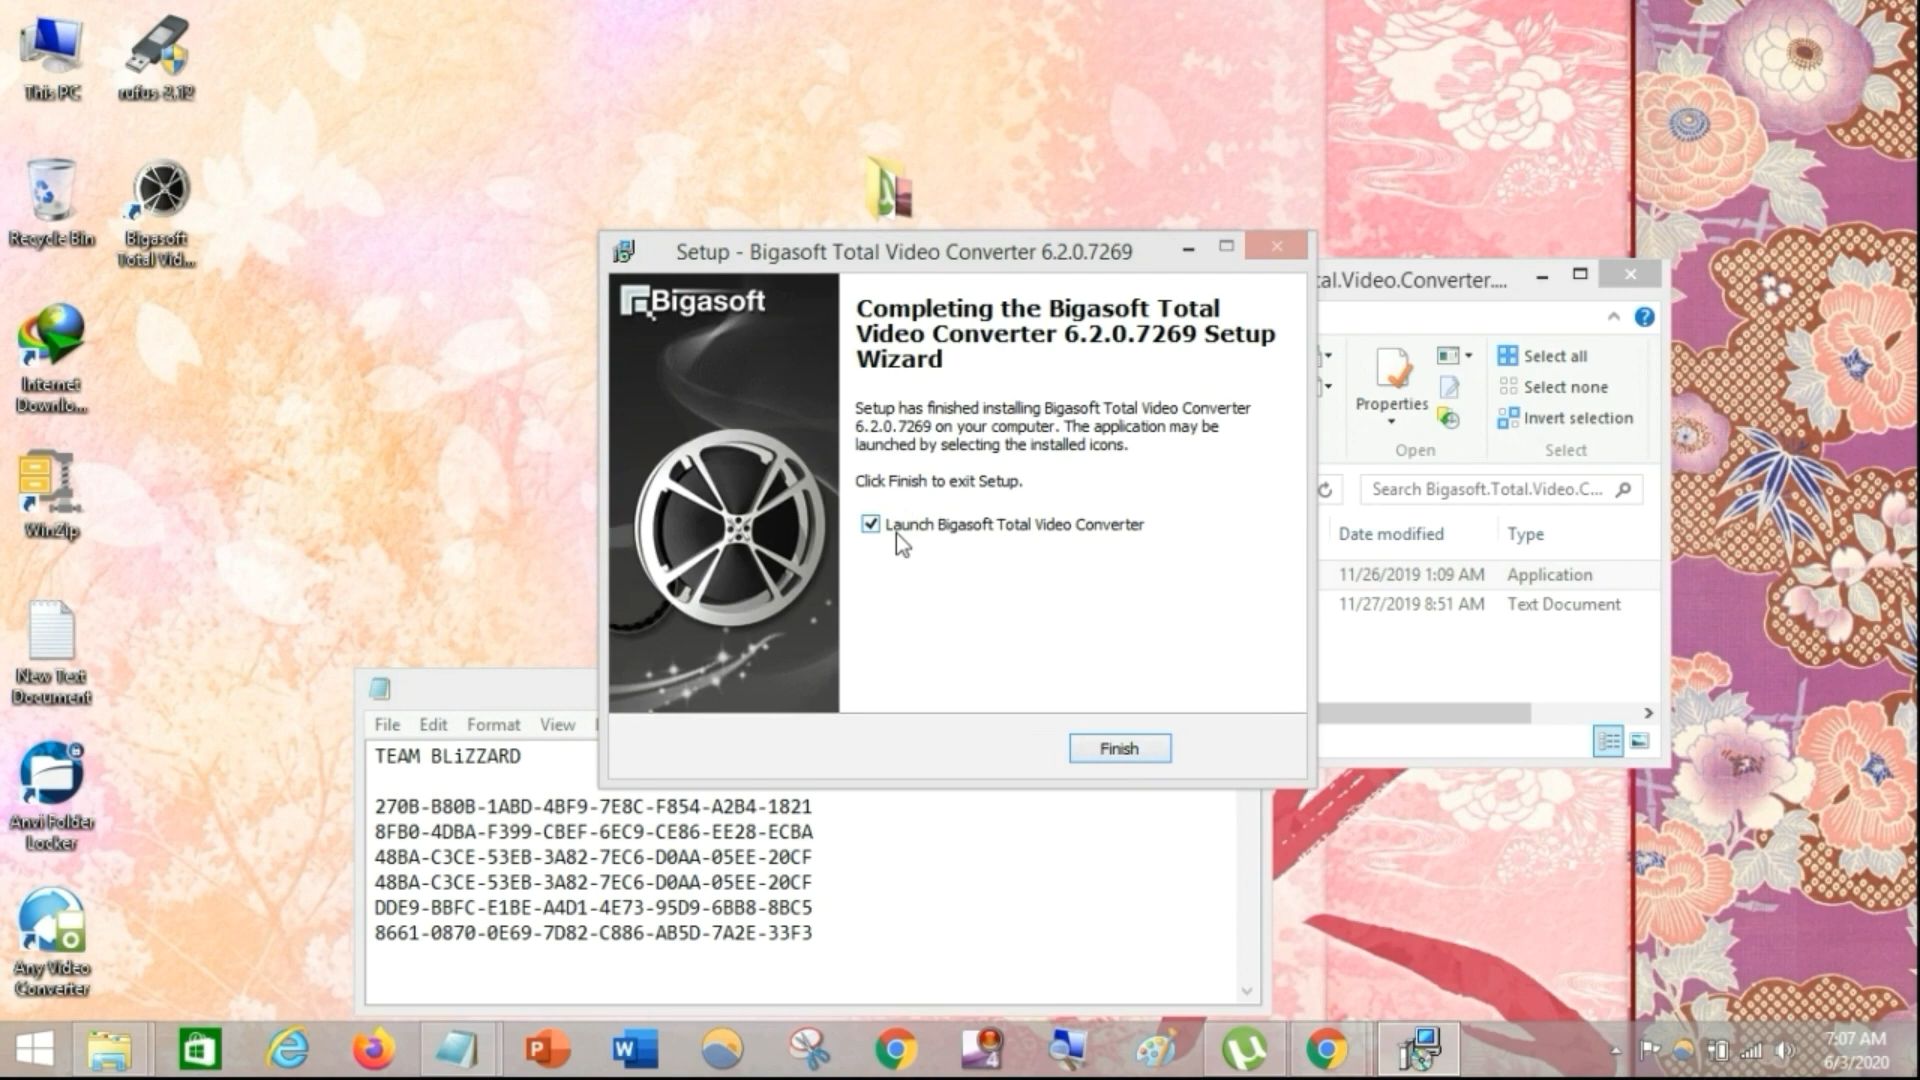 This PC
rufus-2.12
Recycle Bin
Bigasoft
Total Vid...
Internet
Downlo...
WinZip
New Text
Document
Anvi Folder
Locker
Any Video
Converter
Setup - Bigasoft Total Video Converter 6.2.0.7269
Bigasoft
Completing the Bigasoft Total
Video Converter 6.2.0.7269 Setup
Wizard
Setup has finished installing Bigasoft Total Video Converter
6.2.0.7269 on your computer. The application may be
launched by selecting the installed icons.
Click Finish to exit Setup.
Launch Bigasoft Total Video Converter
Finish
tal.Video.Converter....
Properties
Select all
Select none
Invert selection
Open
Select
Search Bigasoft.Total.Video.C...
Date modified Type
11/26/2019 1:09 AM Application
11/27/2019 8:51 AM Text Document
File Edit Format View
TEAM BLiZZARD
270B-B80B-1ABD-4BF9-7E8C-F854-A2B4-1821
8FB0-4DBA-F399-CBEF-6EC9-CE86-EE28-ECBA
48BA-C3CE-53EB-3A82-7EC6-D0AA-05EE-20CF
48BA-C3CE-53EB-3A82-7EC6-D0AA-05EE-20CF
DDE9-BBFC-E1BE-A4D1-4E73-95D9-6BB8-8BC5
8661-0870-0E69-7D82-C886-AB5D-7A2E-33F3
7:07 AM
6/3/2020